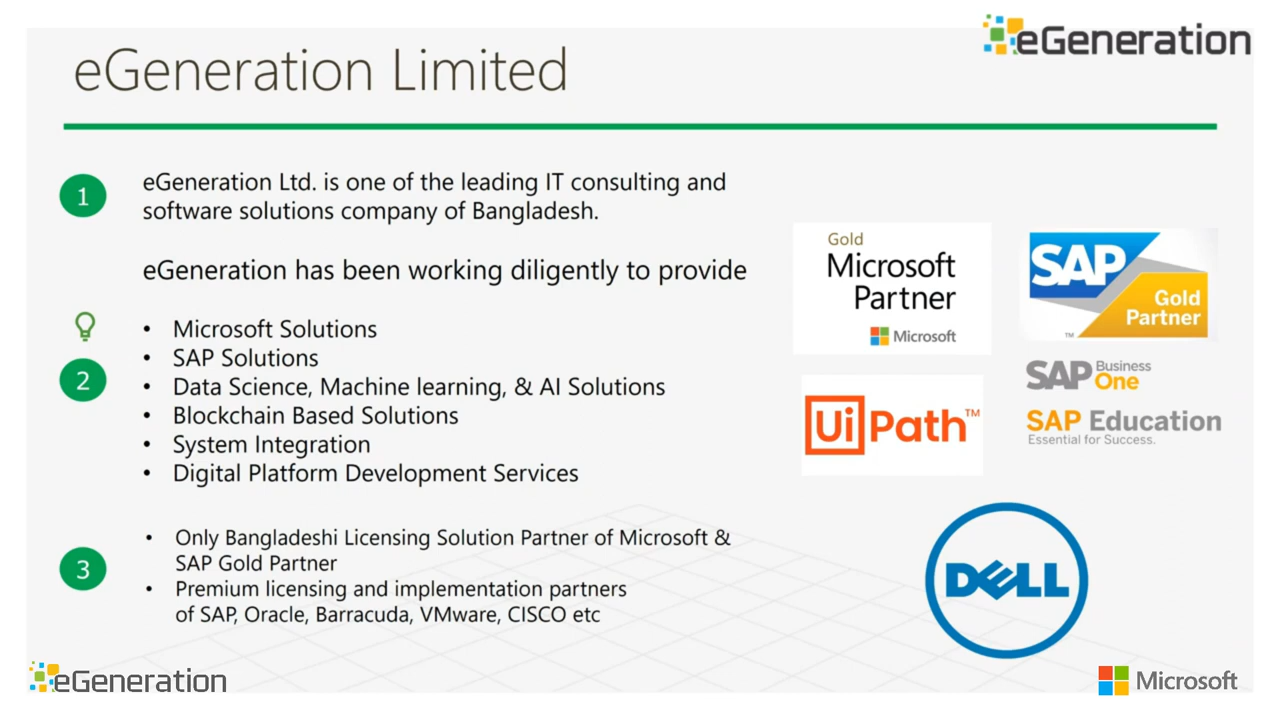 eGeneration
eGeneration Limited
1
eGeneration Ltd. is one of the leading IT consulting and
software solutions company of Bangladesh.
eGeneration has been working diligently to provide
2
• Microsoft Solutions
• SAP Solutions
• Data Science, Machine learning, & AI Solutions
• Blockchain Based Solutions
• System Integration
• Digital Platform Development Services
3
• Only Bangladeshi Licensing Solution Partner of Microsoft &
SAP Gold Partner
• Premium licensing and implementation partners
of SAP, Oracle, Barracuda, VMware, CISCO etc
Gold
Microsoft
Partner
Microsoft
SAP
Gold
Partner
TM
SAP Business
One
SAP Education
Essential for Success.
UiPath™
DELL
eGeneration
Microsoft